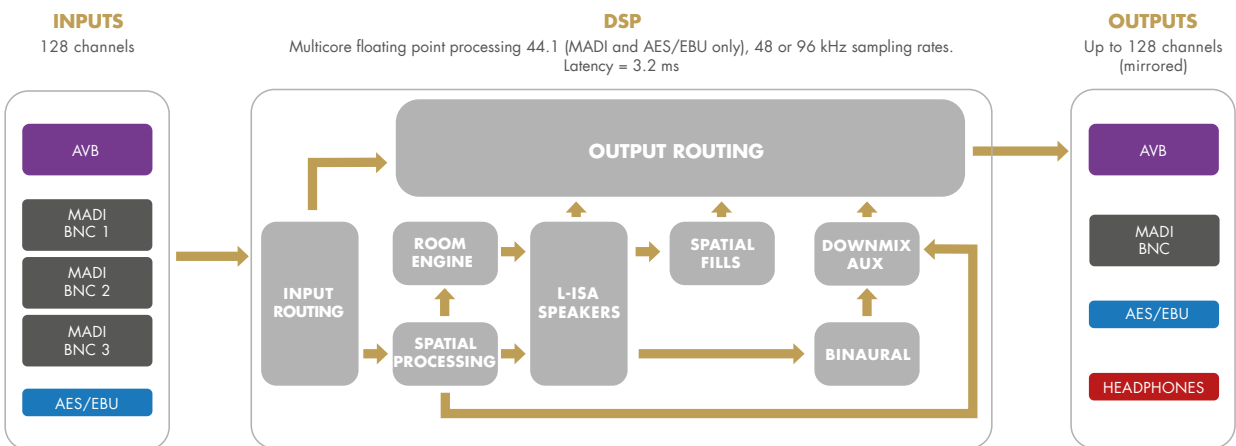 INPUTS
128 channels
AVB
MADI
BNC 1
MADI
BNC 2
MADI
BNC 3
AES/EBU
DSP
Multicore floating point processing 44.1 (MADI and AES/EBU only), 48 or 96 kHz sampling rates.
Latency = 3.2 ms
OUTPUT ROUTING
INPUT
ROUTING
ROOM
ENGINE
SPATIAL
PROCESSING
L-ISA
SPEAKERS
SPATIAL
FILLS
DOWNMIX
AUX
BINAURAL
OUTPUTS
Up to 128 channels
(mirrored)
AVB
MADI
BNC
AES/EBU
HEADPHONES